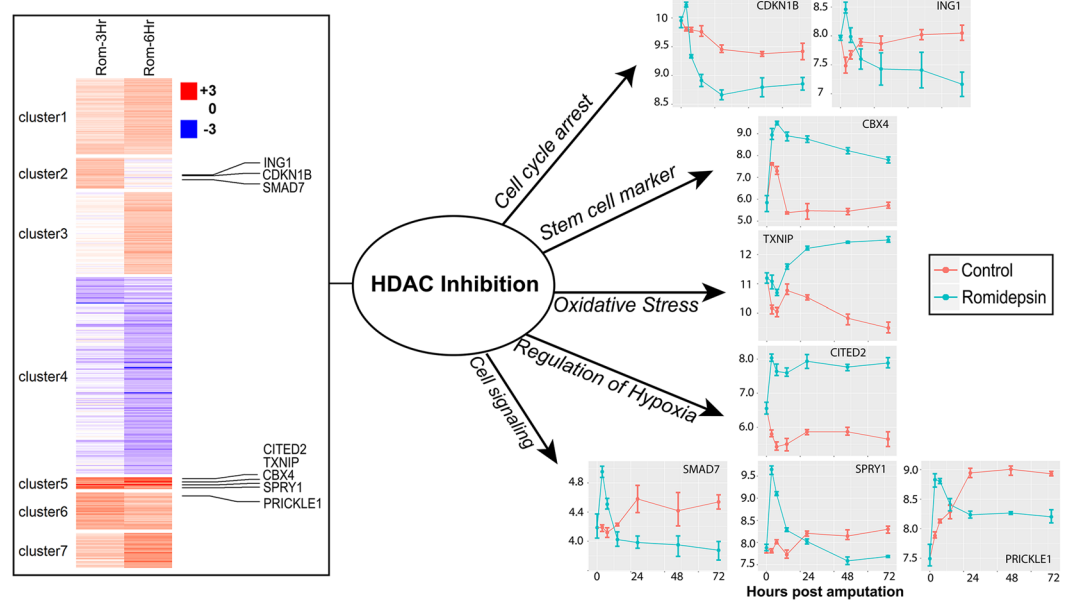 Rom-3Hr
Rom-6Hr
+3
0
-3
cluster1
cluster2
cluster3
cluster4
cluster5
cluster6
cluster7
ING1
CDKN1B
SMAD7
CITED2
TXNIP
CBX4
SPRY1
PRICKLE1
HDAC Inhibition
Cell cycle arrest
Stem cell marker
Oxidative Stress
Regulation of Hypoxia
Cell signaling
CDKN1B
10
9.5
9.0
8.5
ING1
8.5
8.0
7.5
7
CBX4
9.0
8.0
7.0
6.0
5.0
TXNIP
12
11
10
CITED2
8.0
7.0
6.0
Control
Romidepsin
SMAD7
4.8
4.4
4.0
0 24 48 72
SPRY1
9.5
9.0
8.5
8.0
7.5
0 24 48 72
PRICKLE1
9.0
8.5
8.0
7.5
0 24 48 72
Hours post amputation